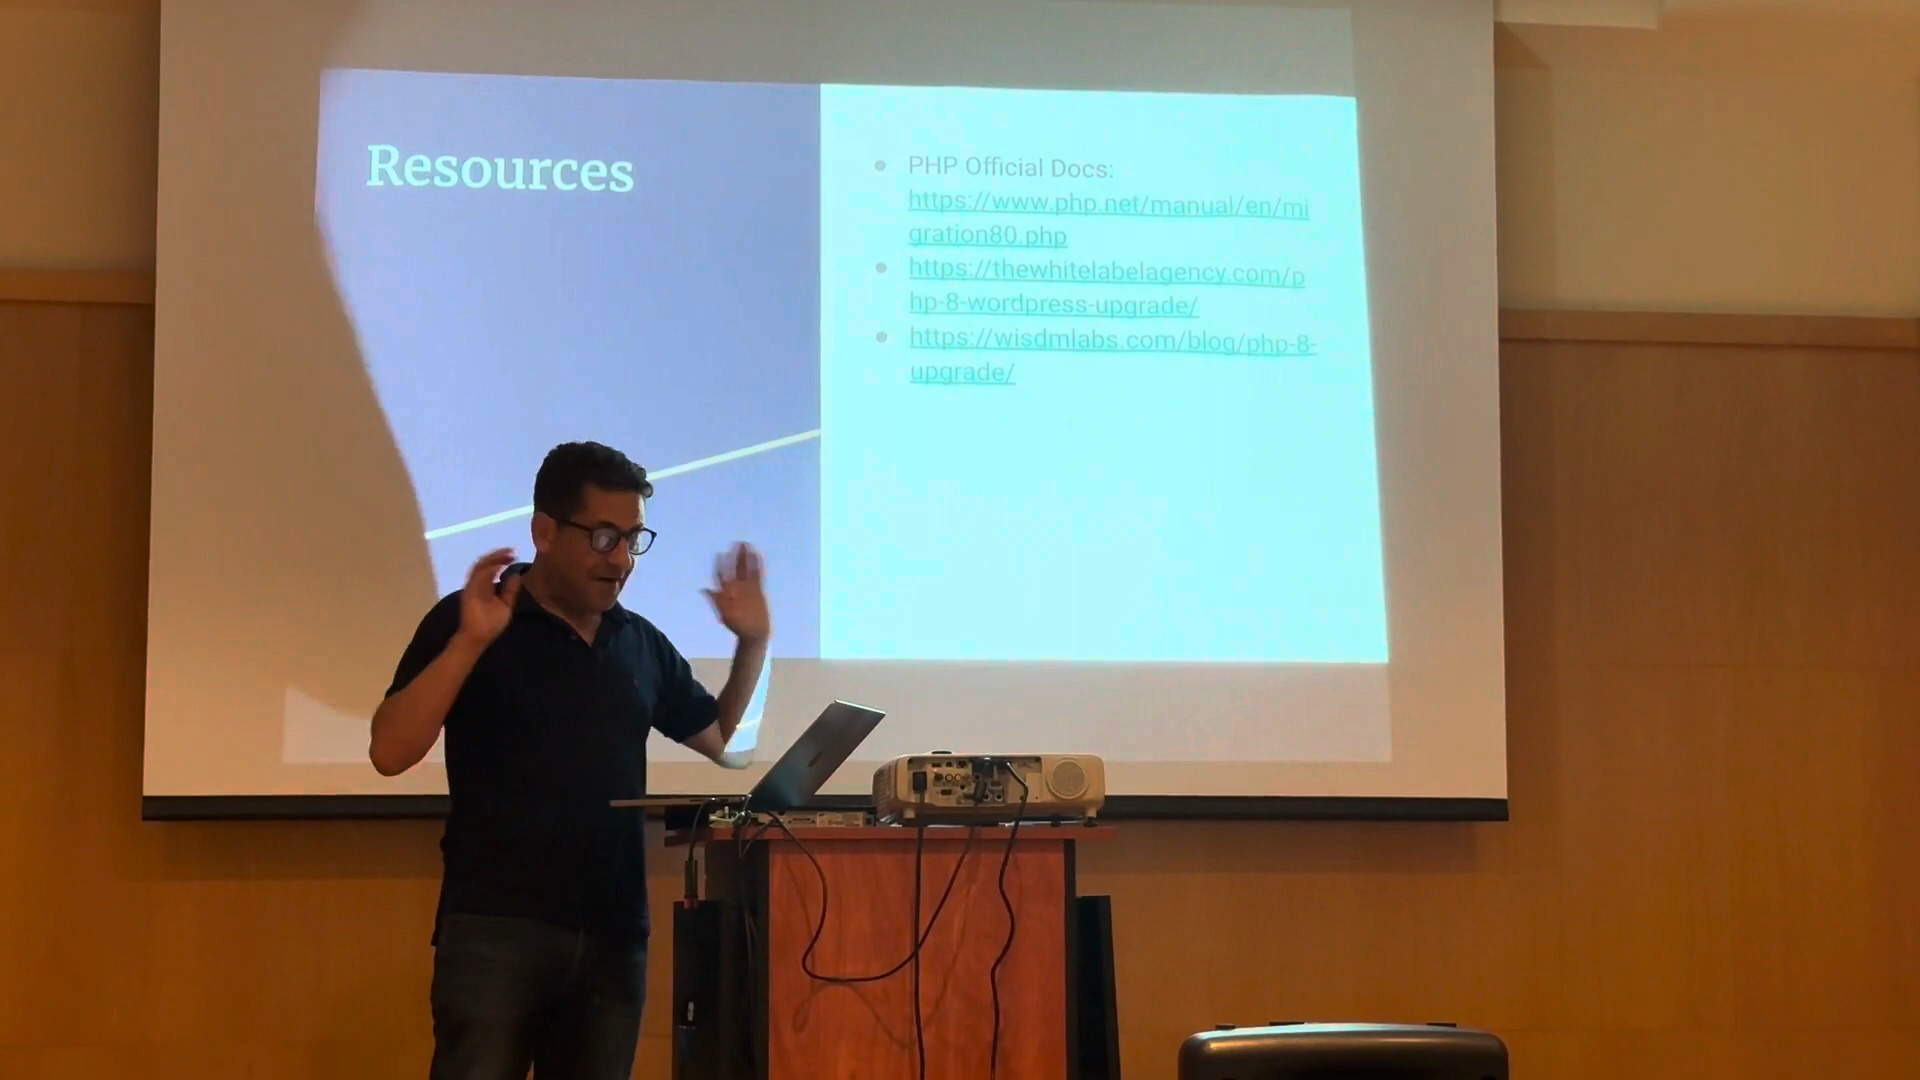 Resources
PHP Official Docs:
https://www.php.net/manual/en/mi
gration80.php
https://thewhitelabelagency.com/p
hp-8-wordpress-upgrade/
https://wisdmlabs.com/blog/php-8-
upgrade/